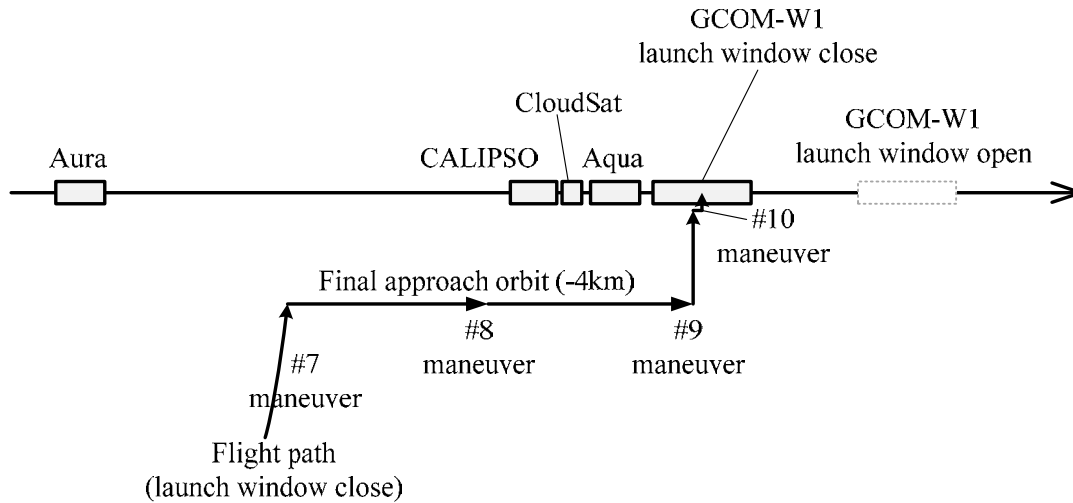 GCOM-W1
launch window close
CloudSat
GCOM-W1
launch window open
Aura
CALIPSO
Aqua
#10
maneuver
Final approach orbit (-4km)
#8
maneuver
#9
maneuver
#7
maneuver
Flight path
(launch window close)